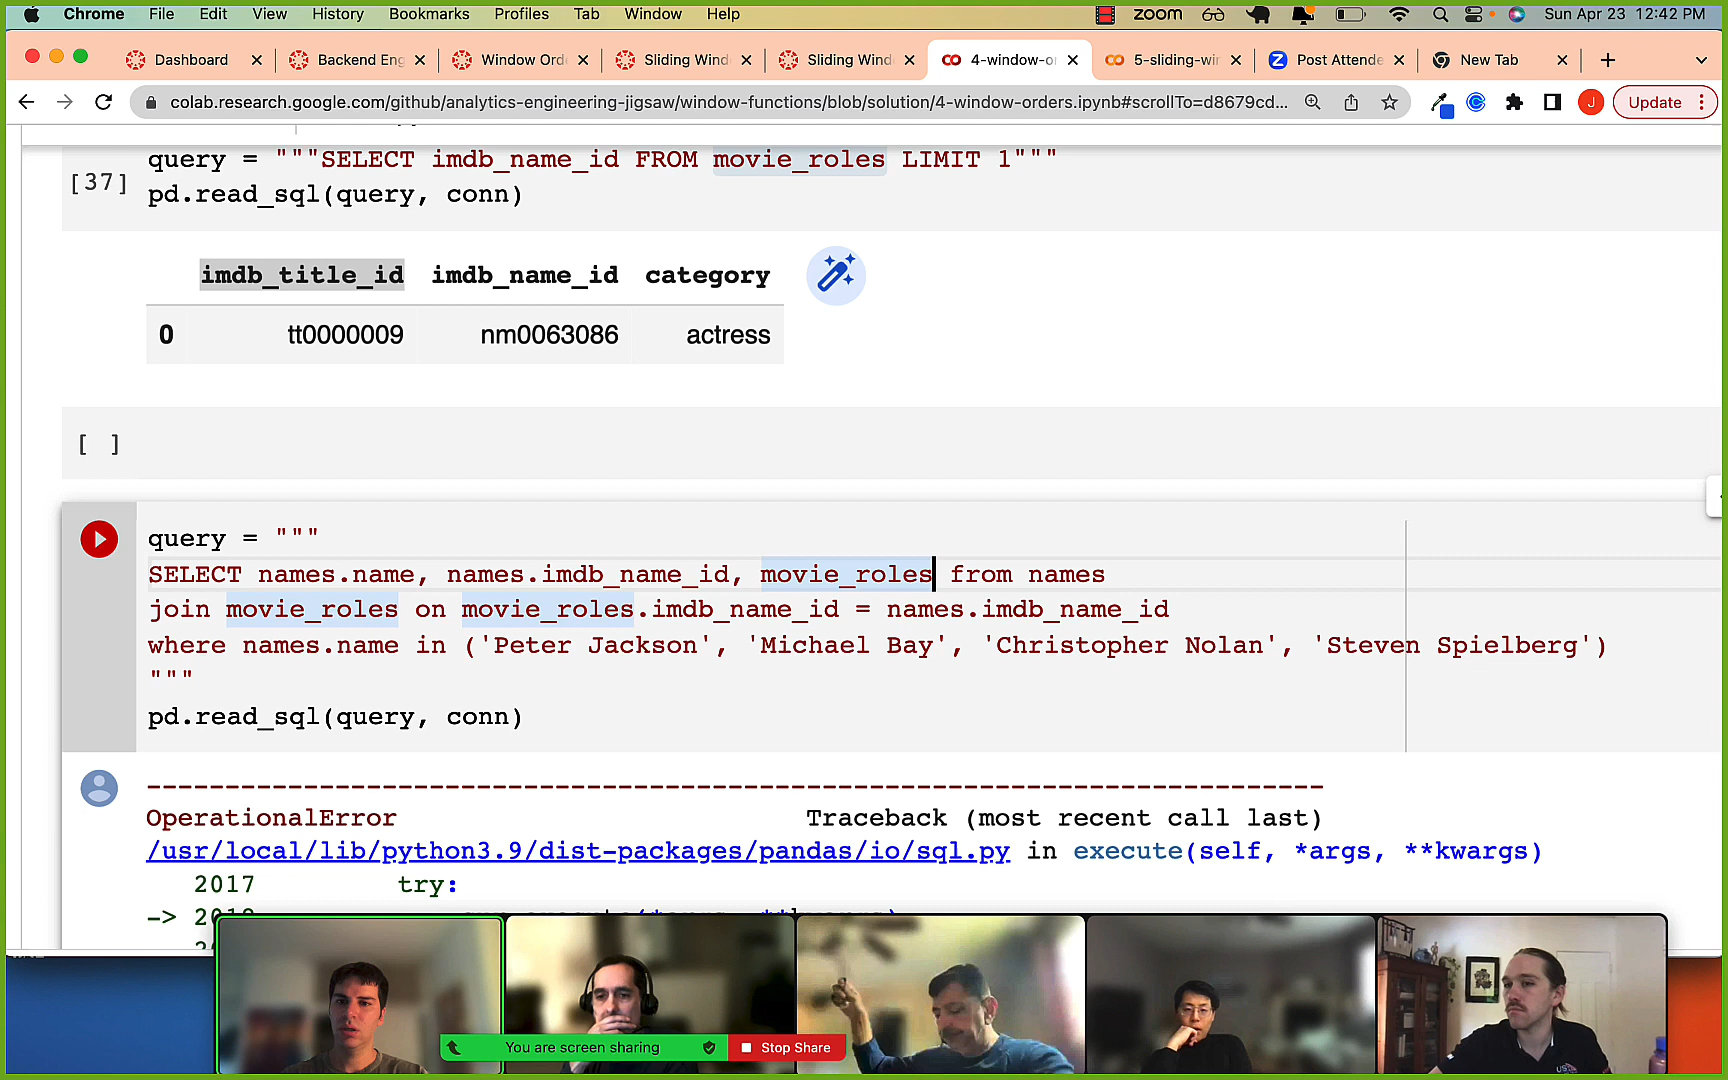 Chrome File Edit View History Bookmarks Profiles Tab Window Help zoom Sun Apr 23 12:42 PM
Dashboard Backend Eng Window Ord Sliding Wind Sliding Wind 4-window-or 5-sliding-wir Post Attende New Tab
colab.research.google.com/github/analytics-engineering-jigsaw/window-functions/blob/solution/4-window-orders.ipynb#scrollTo=d8679cd... J Update
[37]
query = """SELECT imdb_name_id FROM movie_roles LIMIT 1"""
pd.read_sql(query, conn)
imdb_title_id imdb_name_id category
0 tt0000009 nm0063086 actress
[ ]
query = """
SELECT names.name, names.imdb_name_id, movie_roles from names
join movie_roles on movie_roles.imdb_name_id = names.imdb_name_id
where names.name in ('Peter Jackson', 'Michael Bay', 'Christopher Nolan', 'Steven Spielberg')
"""
pd.read_sql(query, conn)
--------------------------------------------------------------------------
OperationalError Traceback (most recent call last)
/usr/local/lib/python3.9/dist-packages/pandas/io/sql.py in execute(self, *args, **kwargs)
2017 try:
You are screen sharing Stop Share